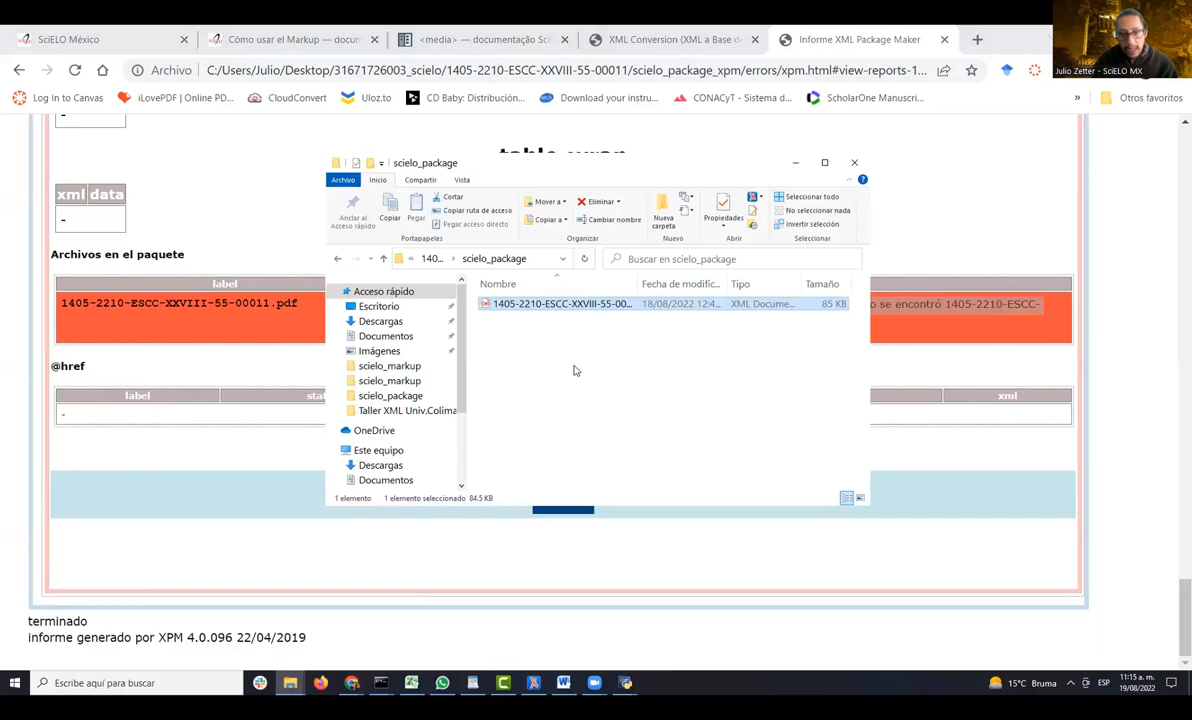 SciELO México
Cómo usar el Markup — docum
<media> — documentação Sci
XML Conversion (XML a Base d
Informe XML Package Maker
Julio Zetter - SciELO MX
Archivo
C:/Users/Julio/Desktop/31671726003_scielo/1405-2210-ESCC-XXVIII-55-00011/scielo_package_xpm/errors/xpm.html#view-reports-1...
Log In to Canvas
iLovePDF | Online PD...
CloudConvert
Uloz.to
CD Baby: Distribución...
Download your instru...
CONACyT - Sistema d...
ScholarOne Manuscri...
»
Otros favoritos
xml data
-
Archivos en el paquete
label
1405-2210-ESCC-XXVIII-55-00011.pdf
o se encontró 1405-2210-ESCC-
@href
label
xml
-
scielo_package
Archivo Inicio Compartir Vista
Anclar al
Acceso rápido
Copiar
Pegar
Cortar
Copiar ruta de acceso
Pegar acceso directo
Portapapeles
Mover a
Copiar a
Eliminar
Cambiar nombre
Organizar
Nueva
carpeta
Nuevo
Propiedades
Abrir
Seleccionar todo
No seleccionar nada
Invertir selección
Seleccionar
140... scielo_package
Buscar en scielo_package
Nombre Fecha de modific... Tipo Tamaño
1405-2210-ESCC-XXVIII-55-00... 18/08/2022 12:4... XML Docume... 85 KB
Acceso rápido
Escritorio
Descargas
Documentos
Imágenes
scielo_markup
scielo_markup
scielo_package
Taller XML Univ.Colima
OneDrive
Este equipo
Descargas
Documentos
1 elemento 1 elemento seleccionado 84.5 KB
terminado
informe generado por XPM 4.0.096 22/04/2019
Escribe aquí para buscar
15°C Bruma
ESP
11:15 a. m.
19/08/2022